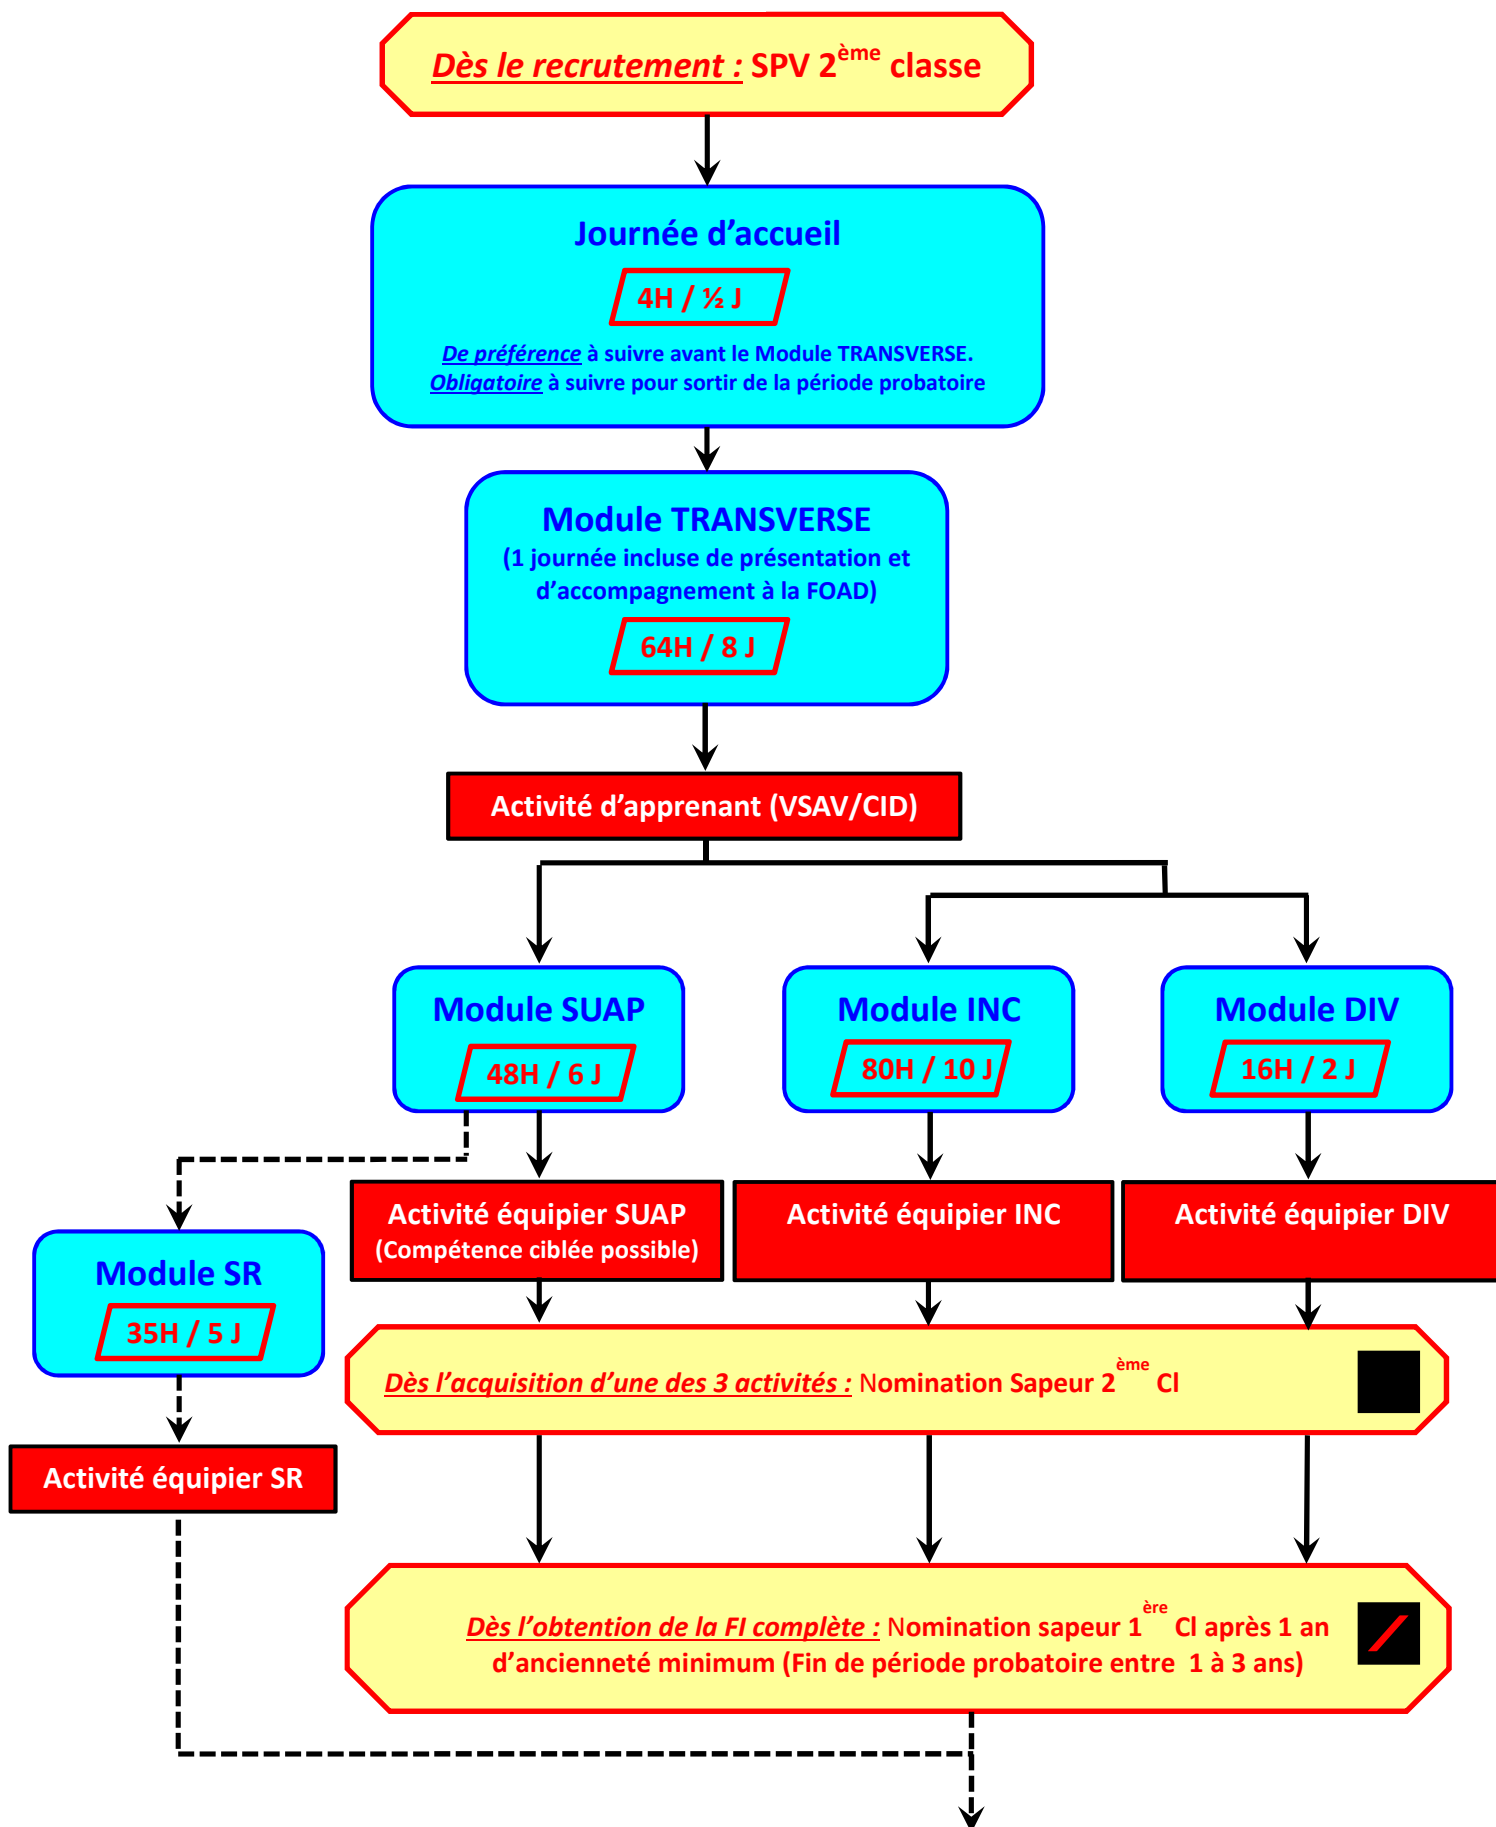 Dès le recrutement : SPV 2ème classe
Journée d’accueil
4H / ½ J
De préférence à suivre avant le Module TRANSVERSE.
Obligatoire à suivre pour sortir de la période probatoire
Module TRANSVERSE
(1 journée incluse de présentation et
d’accompagnement à la FOAD)
64H / 8 J
Activité d’apprenant (VSAV/CID)
Module SUAP
48H / 6 J
Module INC
80H / 10 J
Module DIV
16H / 2 J
Activité équipier SUAP
(Compétence ciblée possible)
Activité équipier INC
Activité équipier DIV
Module SR
35H / 5 J
Dès l’acquisition d’une des 3 activités : Nomination Sapeur 2ème Cl
Activité équipier SR
Dès l’obtention de la FI complète : Nomination sapeur 1ère Cl après 1 an
d’ancienneté minimum (Fin de période probatoire entre  1 à 3 ans)